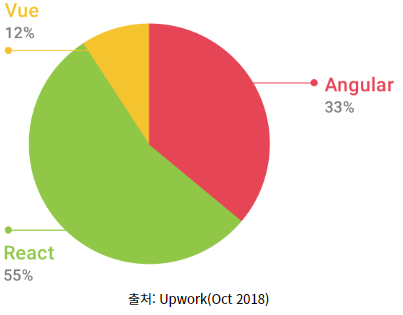 Vue
12%
Angular
33%
React
55%
출처: Upwork(Oct 2018)